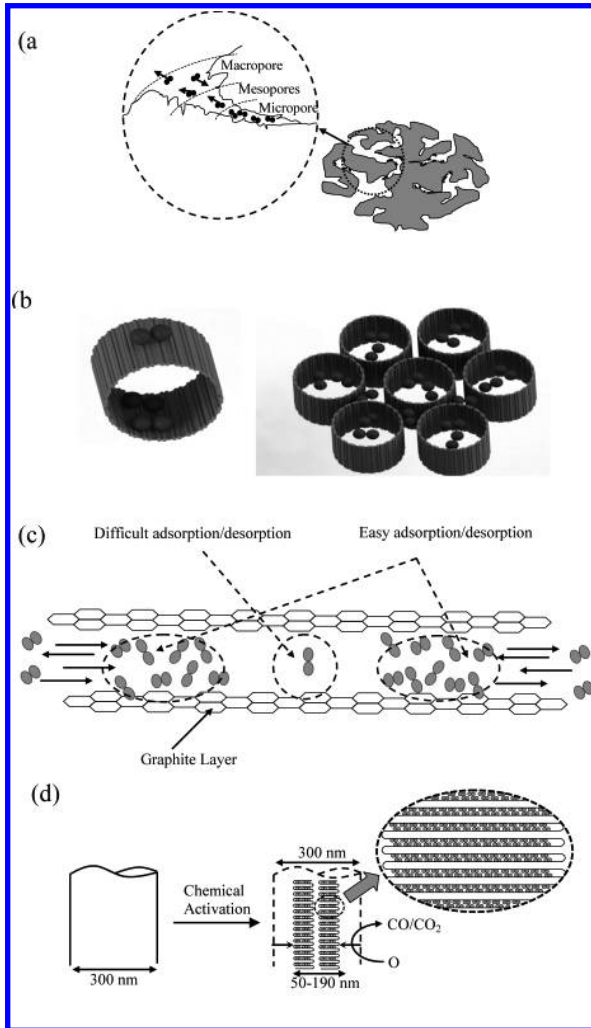 (a
Macropore
Mesopores
Micropore
(b
Difficult adsorption/desorption
Easy adsorption/desorption
(c)
Graphite Layer
(d)
300 nm
Chemical
Activation
300 nm
CO/CO₂
O
50-190 nm